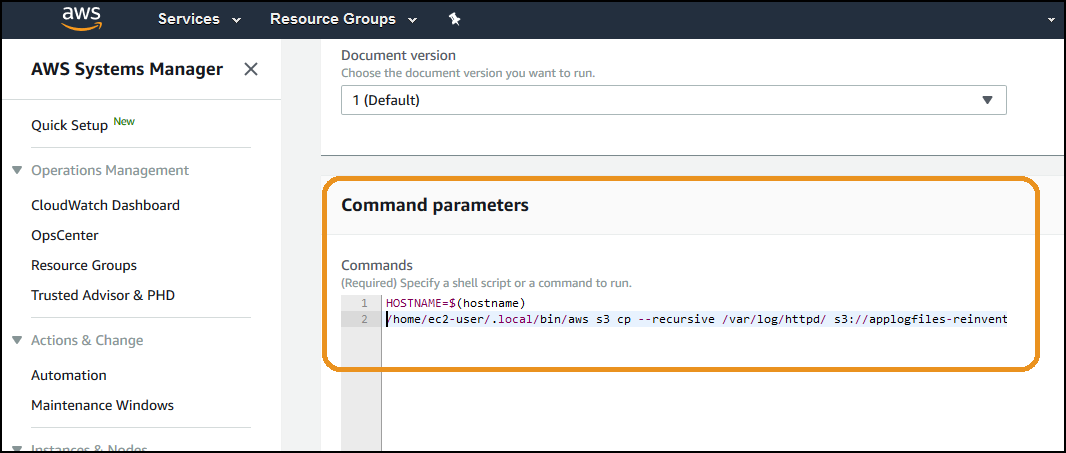 aws
Services
Resource Groups
AWS Systems Manager
Quick Setup New
Operations Management
CloudWatch Dashboard
OpsCenter
Resource Groups
Trusted Advisor & PHD
Actions & Change
Automation
Maintenance Windows
Instances & Nodes
Document version
Choose the document version you want to run.
1 (Default)
Command parameters
Commands
(Required) Specify a shell script or a command to run.
1 HOSTNAME=$(hostname)
2 /home/ec2-user/.local/bin/aws s3 cp --recursive /var/log/httpd/ s3://applogfiles-reinvent